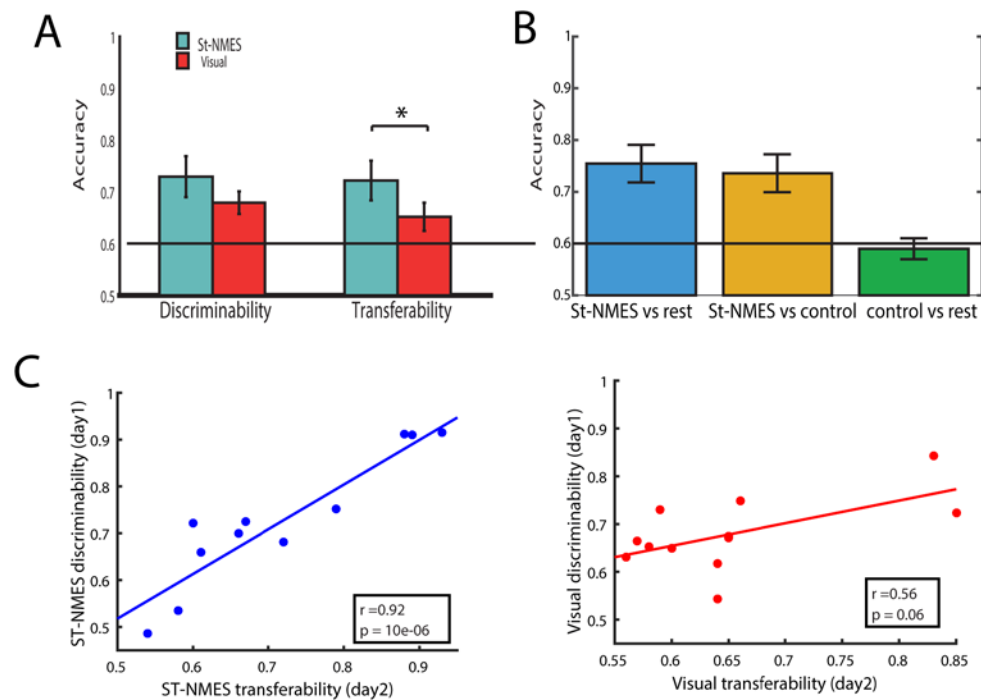 A
St-NMES
Visual
Accuracy
1
0.9
0.8
0.7
0.6
0.5
*
Discriminability
Transferability
B
Accuracy
1
0.9
0.8
0.7
0.6
0.5
St-NMES vs rest
St-NMES vs control
control vs rest
C
ST-NMES discriminability (day1)
1
0.9
0.8
0.7
0.6
0.5
r =0.92
p = 10e-06
0.5 0.6 0.7 0.8 0.9
ST-NMES transferability (day2)
Visual discriminability (day1)
1
0.9
0.8
0.7
0.6
0.5
r =0.56
p = 0.06
0.55 0.6 0.65 0.7 0.75 0.8 0.85
Visual transferability (day2)